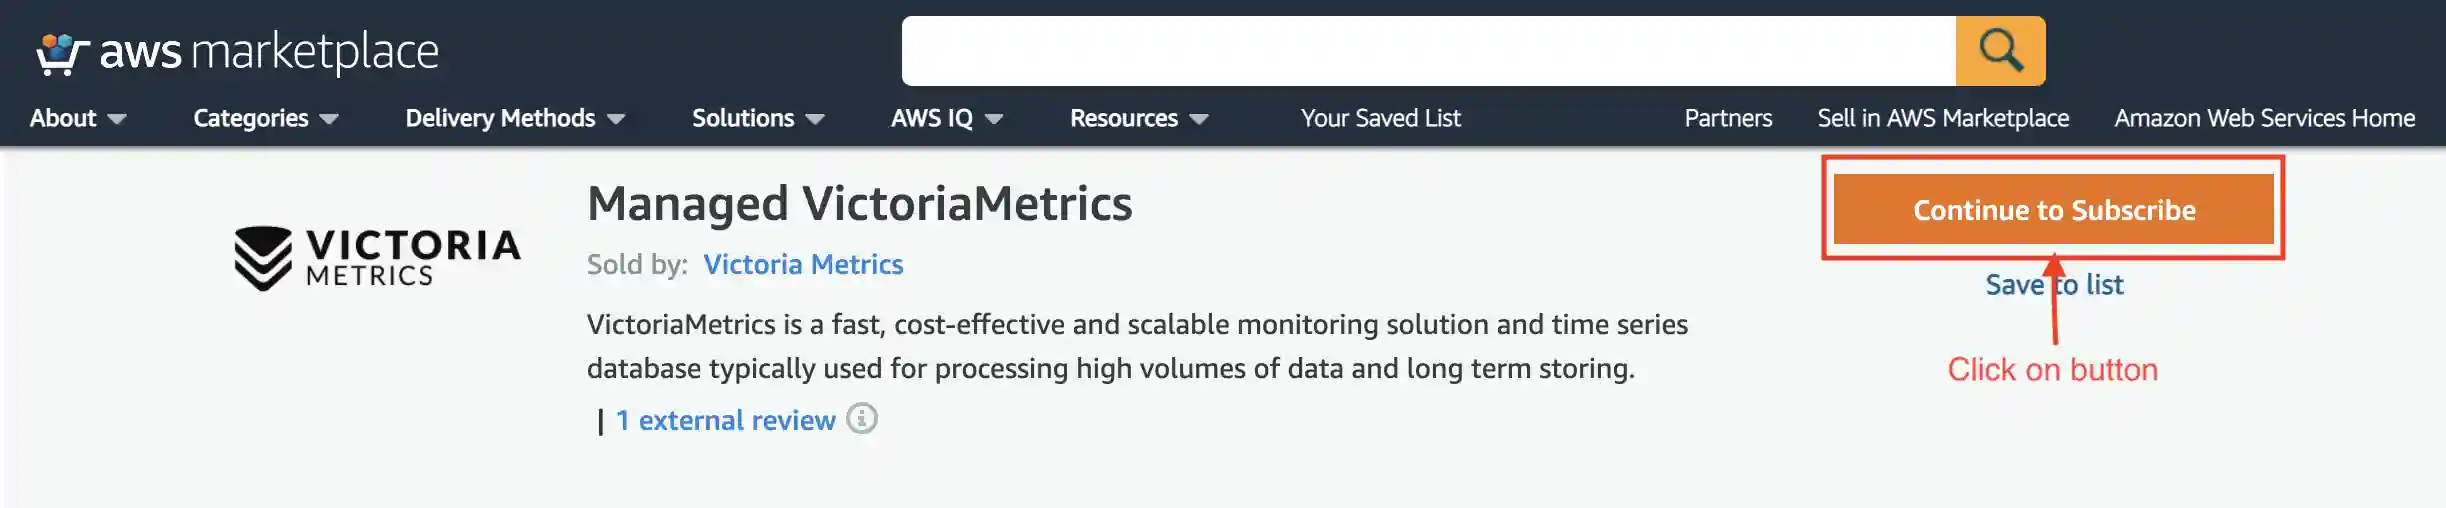 aws marketplace
About
Categories
Delivery Methods
Solutions
AWS IQ
Resources
Your Saved List
Partners
Sell in AWS Marketplace
Amazon Web Services Home
VICTORIA
METRICS
Managed VictoriaMetrics
Sold by: Victoria Metrics
VictoriaMetrics is a fast, cost-effective and scalable monitoring solution and time series
database typically used for processing high volumes of data and long term storing.
| 1 external review
Continue to Subscribe
Save to list
Click on button